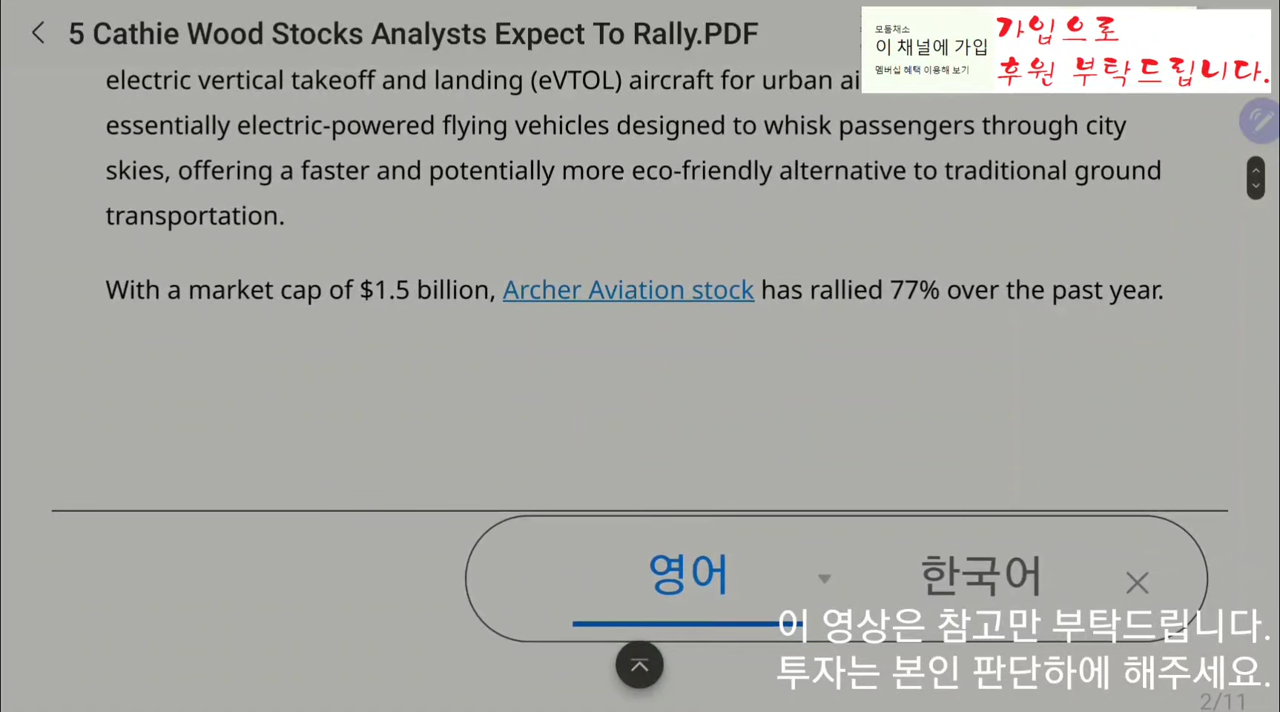 5 Cathie Wood Stocks Analysts Expect To Rally.PDF
모둠채소
이 채널에 가입
멤버십 혜택 이용해 보기
가입으로
후원 부탁드립니다.
electric vertical takeoff and landing (eVTOL) aircraft for urban
essentially electric-powered flying vehicles designed to whisk passengers through city
skies, offering a faster and potentially more eco-friendly alternative to traditional ground
transportation.
With a market cap of $1.5 billion, Archer Aviation stock has rallied 77% over the past year.
영어 한국어
이 영상은 참고만 부탁드립니다.
투자는 본인 판단하에 해주세요.
2/11